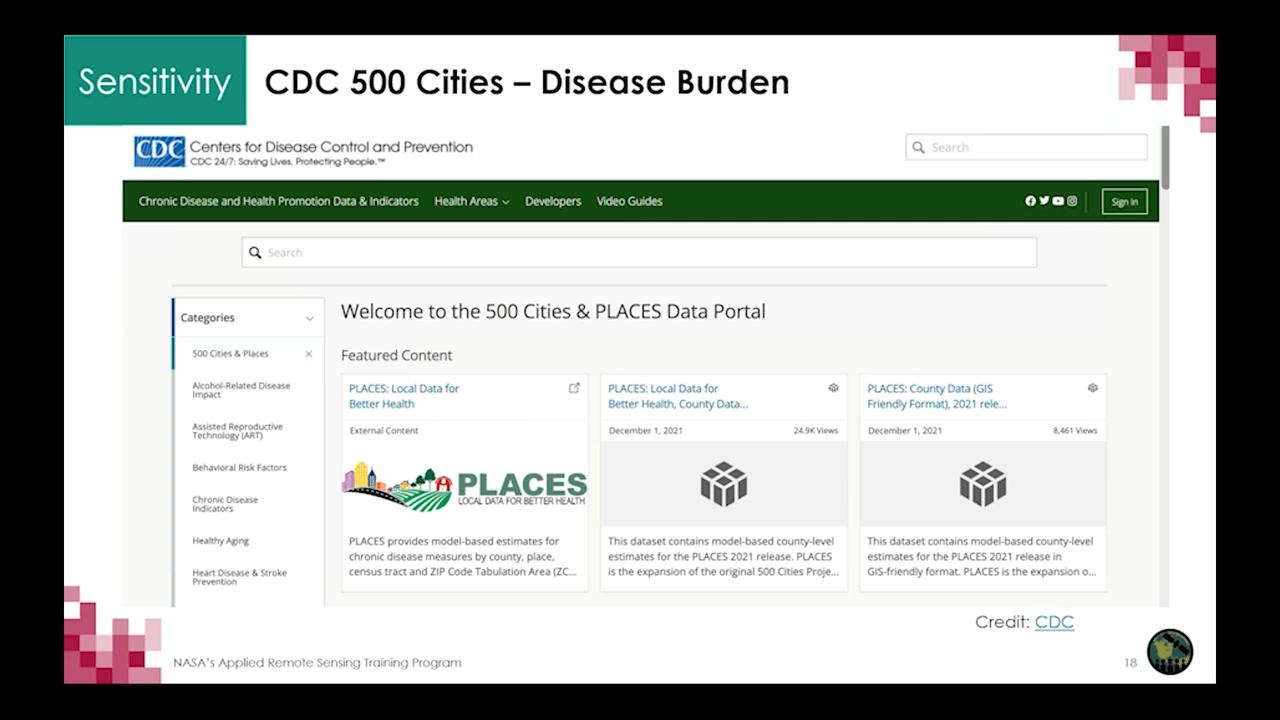 Sensitivity
CDC 500 Cities – Disease Burden
CDC
Centers for Disease Control and Prevention
CDC 24/7: Saving Lives. Protecting People.™
Search
Chronic Disease and Health Promotion Data & Indicators
Health Areas
Developers
Video Guides
Sign In
Search
Categories
500 Cities & Places
Alcohol-Related Disease
Impact
Assisted Reproductive
Technology (ART)
Behavioral Risk Factors
Chronic Disease
Indicators
Healthy Aging
Heart Disease & Stroke
Prevention
Welcome to the 500 Cities & PLACES Data Portal
Featured Content
PLACES: Local Data for
Better Health
External Content
PLACES
LOCAL DATA FOR BETTER HEALTH
PLACES provides model-based estimates for
chronic disease measures by county, place,
census tract and ZIP Code Tabulation Area (ZC...
PLACES: Local Data for
Better Health, County Data...
December 1, 2021
24.9K Views
This dataset contains model-based county-level
estimates for the PLACES 2021 release. PLACES
is the expansion of the original 500 Cities Proje...
PLACES: County Data (GIS
Friendly Format), 2021 rele...
December 1, 2021
8,461 Views
This dataset contains model-based county-level
estimates for the PLACES 2021 release in
GIS-friendly format. PLACES is the expansion o...
Credit: CDC
NASA's Applied Remote Sensing Training Program
18